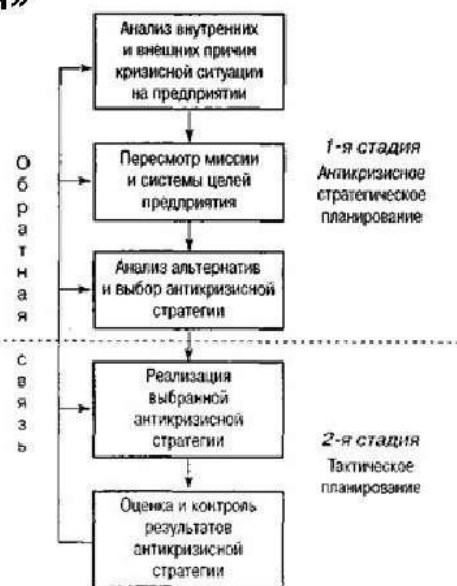 Анализ внутренних
и внешних причин
кризисной ситуации
на предприятии
Пересмотр миссии
и системы целей
предприятия
1-я стадия
Антикризисное
стратегическое
планирование
Анализ альтернатив
и выбор антикризисной
стратегии
Обратная
связь
Реализация
выбранной
антикризисной
стратегии
2-я стадия
Тактическое
планирование
Оценка и контроль
результатов
антикризисной
стратегии